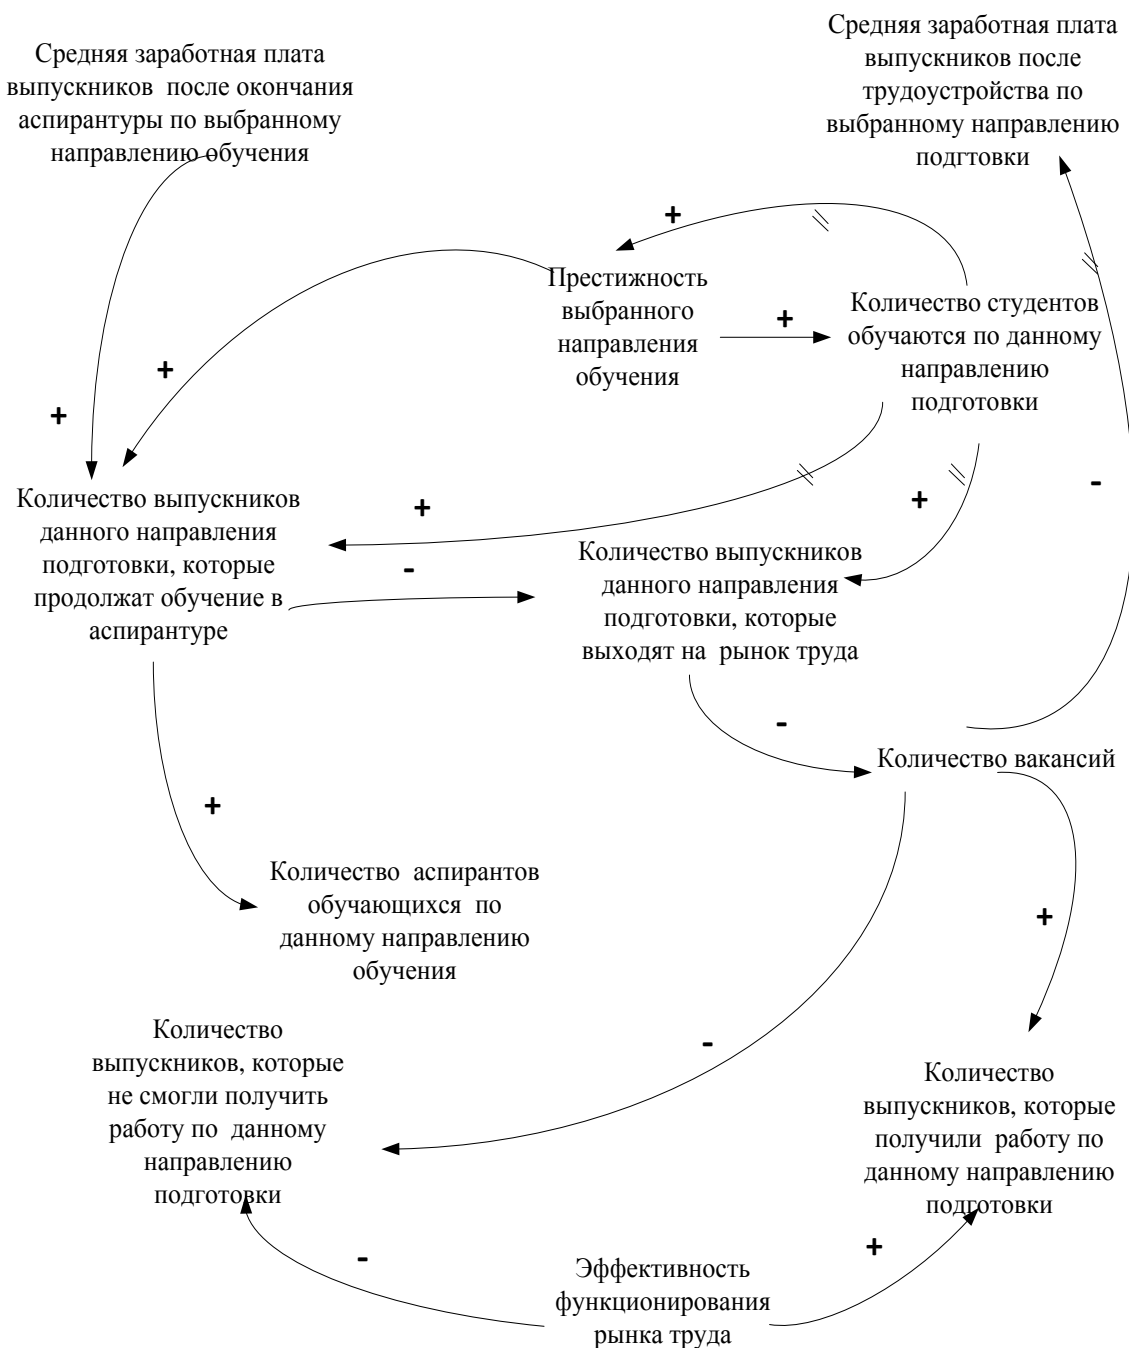 Средняя заработная плата
выпускников после окончания
аспирантуры по выбранному
направлению обучения
Средняя заработная плата
выпускников после
трудоустройства по
выбранному направлению
подгтовки
+
Престижность
выбранного
направления
обучения
+
Количество студентов
обучаются по данному
направлению
подготовки
+
+
Количество выпускников
данного направления
подготовки, которые
продолжат обучение в
аспирантуре
+
-
+
-
Количество выпускников
данного направления
подготовки, которые
выходят на рынок труда
-
Количество вакансий
+
Количество аспирантов
обучающихся по
данному направлению
обучения
+
Количество
выпускников, которые
не смогли получить
работу по данному
направлению
подготовки
-
Количество
выпускников, которые
получили работу по
данному направлению
подготовки
-
+
Эффективность
функционирования
рынка труда